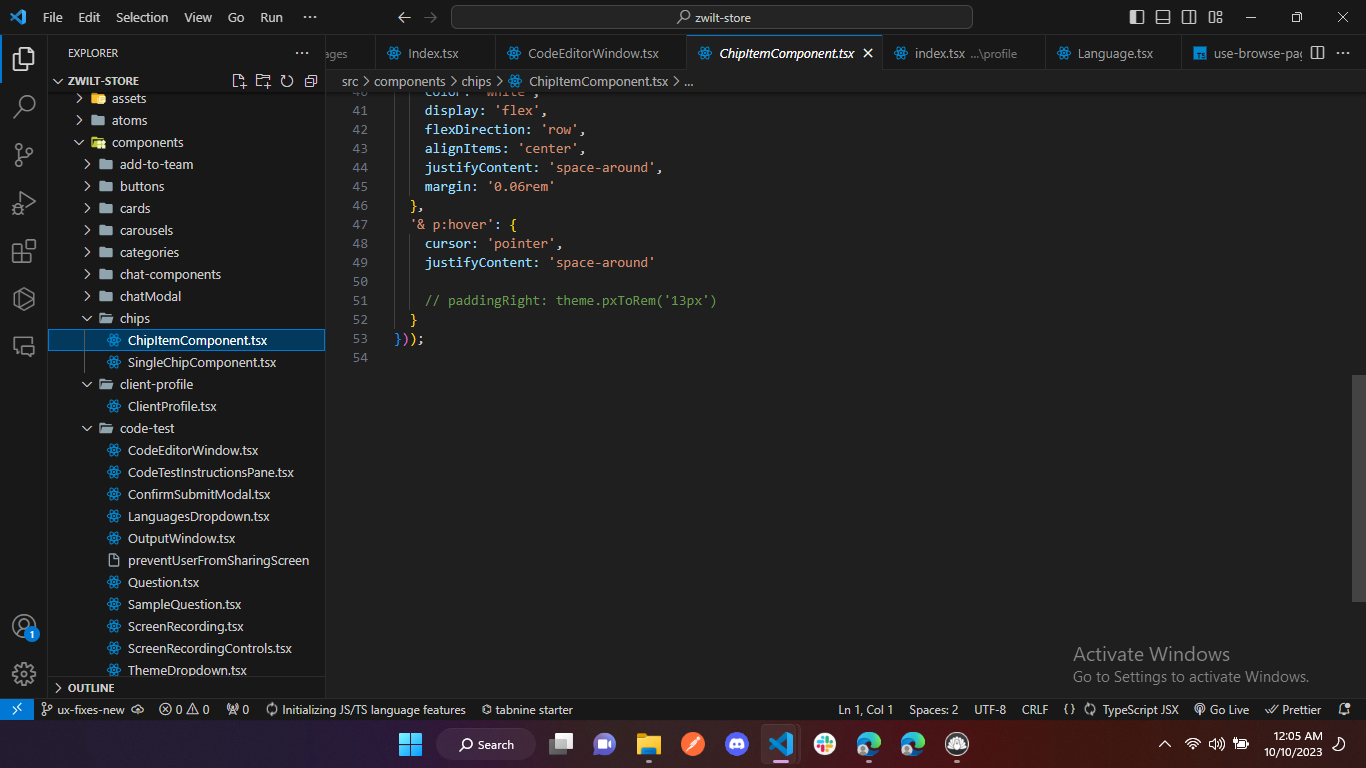 File Edit Selection View Go Run ···
zwilt-store
EXPLORER ···
ages
Index.tsx
CodeEditorWindow.tsx
ChipItemComponent.tsx
index.tsx ...\profile
Language.tsx
use-browse-pa
ZWILT-STORE
src > components > chips > ChipItemComponent.tsx > ...
assets
atoms
components
add-to-team
buttons
cards
carousels
categories
chat-components
chatModal
chips
ChipItemComponent.tsx
SingleChipComponent.tsx
client-profile
ClientProfile.tsx
code-test
CodeEditorWindow.tsx
CodeTestInstructionsPane.tsx
ConfirmSubmitModal.tsx
LanguagesDropdown.tsx
OutputWindow.tsx
preventUserFromSharingScreen
Question.tsx
SampleQuestion.tsx
ScreenRecording.tsx
ScreenRecordingControls.tsx
ThemeDropdown.tsx
OUTLINE
40 color: 'white',
41 display: 'flex',
42 flexDirection: 'row',
43 alignItems: 'center',
44 justifyContent: 'space-around',
45 margin: '0.06rem'
46 },
47 '& p:hover': {
48 cursor: 'pointer',
49 justifyContent: 'space-around'
50
51 // paddingRight: theme.pxToRem('13px')
52 }
53 }));
54
Activate Windows
Go to Settings to activate Windows.
1
ux-fixes-new 0 0 0 Initializing JS/TS language features tabnine starter
Ln 1, Col 1 Spaces: 2 UTF-8 CRLF {} TypeScript JSX Go Live Prettier
Search
12:05 AM
10/10/2023